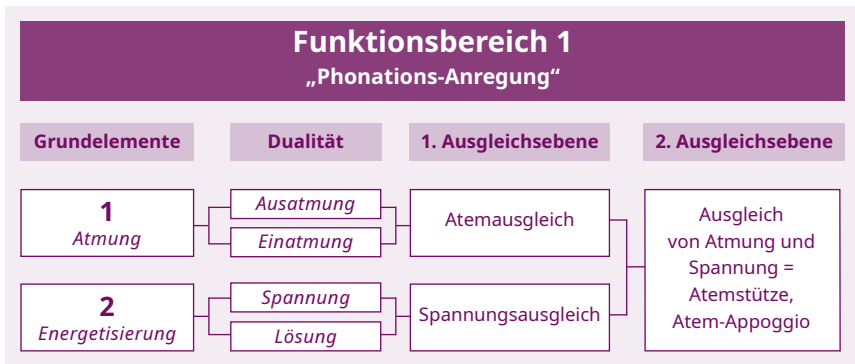 Funktionsbereich 1
„Phonations-Anregung“
Grundelemente
Dualität
1. Ausgleichsebene
2. Ausgleichsebene
1
Atmung
Ausatmung
Einatmung
Atemausgleich
2
Energetisierung
Spannung
Lösung
Spannungsausgleich
Ausgleich
von Atmung und
Spannung =
Atemstütze,
Atem-Appoggio